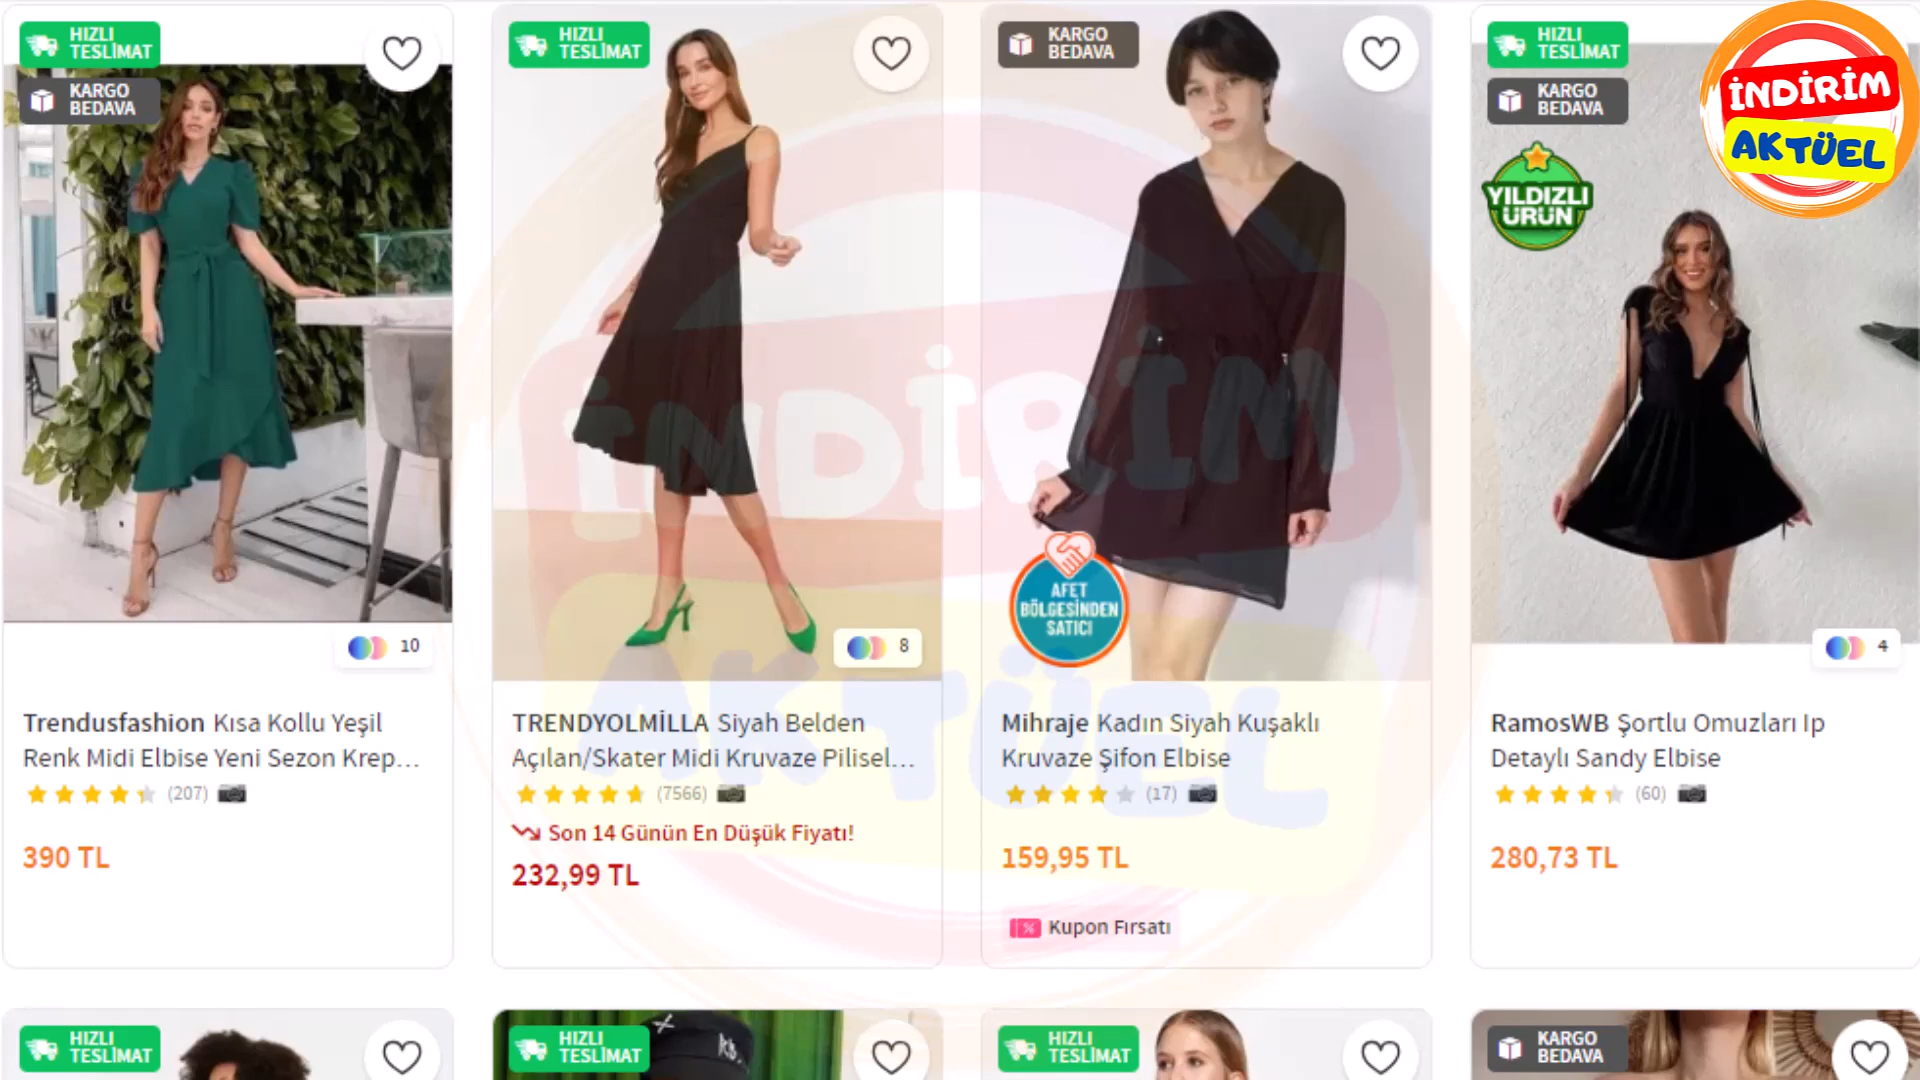 HIZLI
TESLİMAT
KARGO
BEDAVA
10
Trendusfashion Kısa Kollu Yeşil
Renk Midi Elbise Yeni Sezon Krep...
(207)
390 TL
HIZLI
TESLİMAT
8
TRENDYOLMİLLA Siyah Belden
Açılan/Skater Midi Kruvaze Pilisel...
(7566)
Son 14 Günün En Düşük Fiyatı!
232,99 TL
KARGO
BEDAVA
AFET
BÖLGESİNDEN
SATICI
Mihraje Kadın Siyah Kuşaklı
Kruvaze Şifon Elbise
(17)
159,95 TL
% Kupon Fırsatı
HIZLI
TESLİMAT
KARGO
BEDAVA
YILDIZLI
ÜRÜN
4
RamosWB Şortlu Omuzları Ip
Detaylı Sandy Elbise
(60)
280,73 TL
İNDİRİM
AKTÜEL
İNDİRİM
AKTÜEL
HIZLI
TESLİMAT
HIZLI
TESLİMAT
HIZLI
TESLİMAT
KARGO
BEDAVA